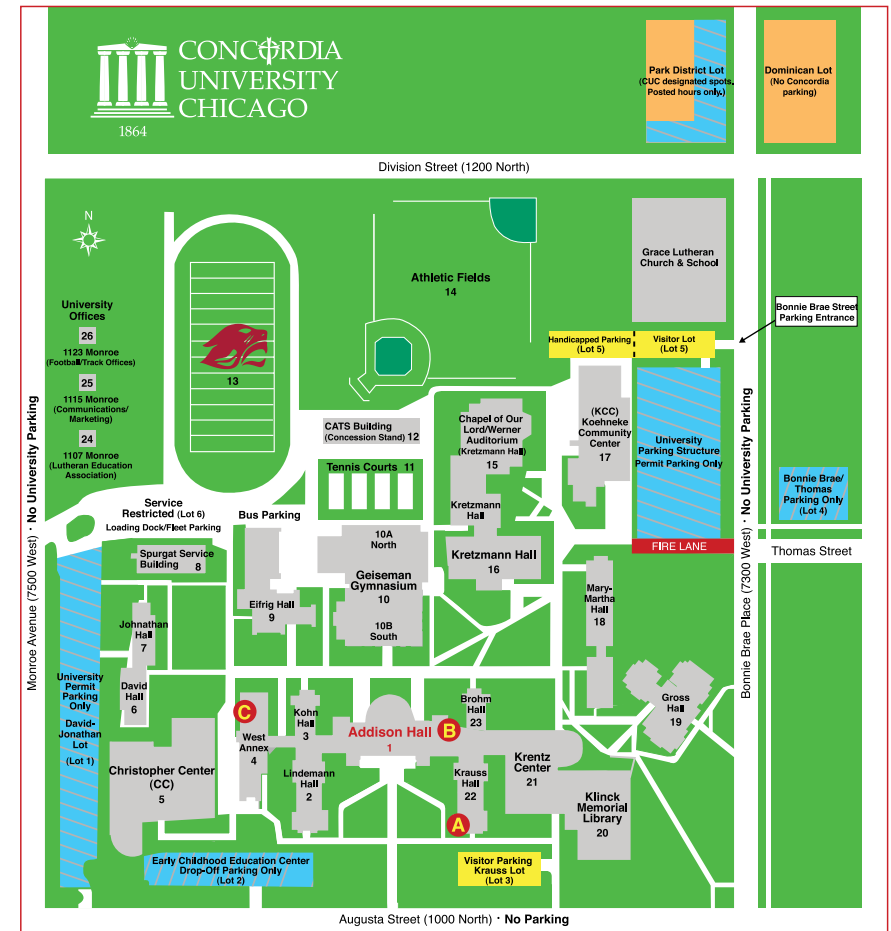 CONCORDIA
UNIVERSITY
CHICAGO
1864
Park District Lot
(CUC designated spots.
Posted hours only.)
Dominican Lot
(No Concordia
parking)
Division Street (1200 North)
N
University
Offices
26
1123 Monroe
(Football/Track Offices)
25
1115 Monroe
(Communications/
Marketing)
24
1107 Monroe
(Lutheran Education
Association)
13
Athletic Fields
14
Grace Lutheran
Church & School
Bonnie Brae Street
Parking Entrance
Handicapped Parking
(Lot 5)
Visitor Lot
(Lot 5)
CATS Building
(Concession Stand) 12
Tennis Courts 11
Chapel of Our
Lord/Werner
Auditorium
(Kretzmann Hall)
15
Kretzmann
Hall
Kretzmann Hall
16
(KCC)
Koehneke
Community
Center
17
University
Parking Structure
Permit Parking Only
FIRE LANE
Bonnie Brae/
Thomas
Parking Only
(Lot 4)
Thomas Street
Monroe Avenue (7500 West) · No University Parking
Bonnie Brae Place (7300 West) · No University Parking
Service
Restricted (Lot 6)
Loading Dock/Fleet Parking
Bus Parking
Spurgat Service
Building 8
Eifrig Hall
9
10A
North
Geiseman
Gymnasium
10
10B
South
Mary-
Martha
Hall
18
Johnathan
Hall
7
David
Hall
6
University
Permit
Parking
Only
David-
Jonathan
Lot
(Lot 1)
Christopher Center
(CC)
5
C
West
Annex
4
Kohn
Hall
3
Lindemann
Hall
2
Addison Hall
1
B
Brohm
Hall
23
Krauss
Hall
22
A
Krentz
Center
21
Klinck
Memorial
Library
20
Gross
Hall
19
Early Childhood Education Center
Drop-Off Parking Only
(Lot 2)
Visitor Parking
Krauss Lot
(Lot 3)
Augusta Street (1000 North) · No Parking